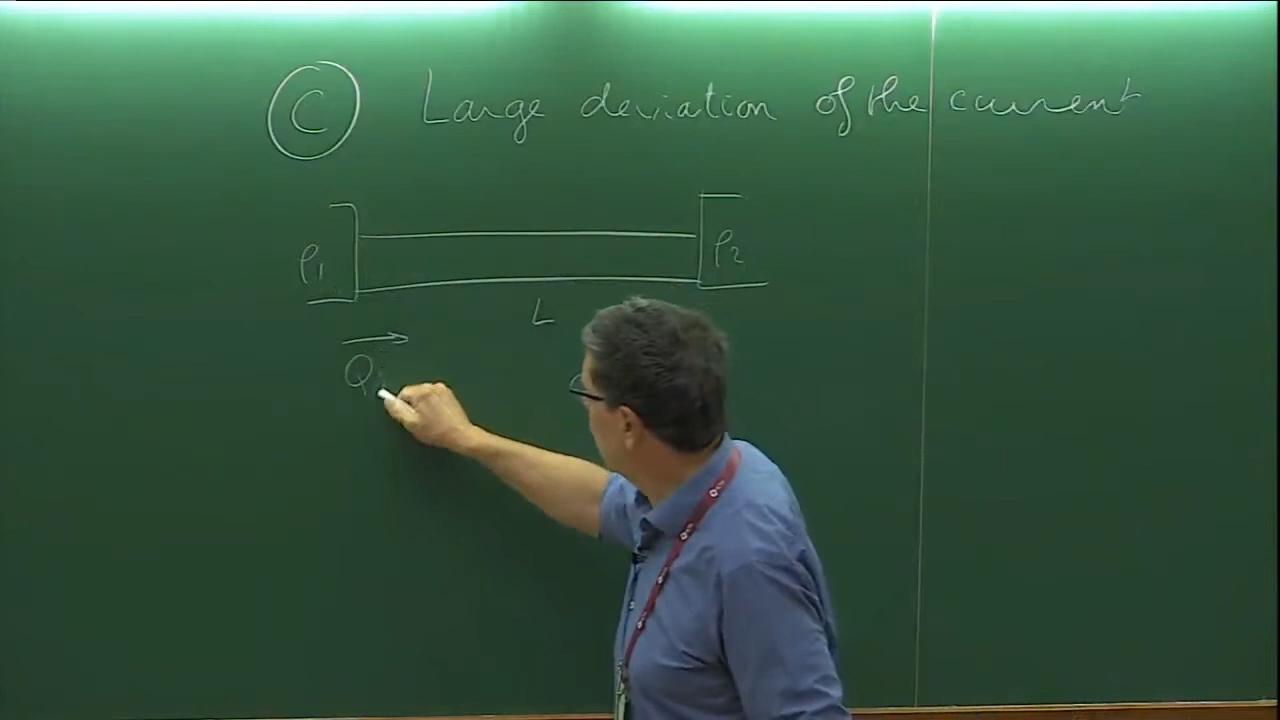 C Large deviation of the current
ρ1 ρ2
L
Q